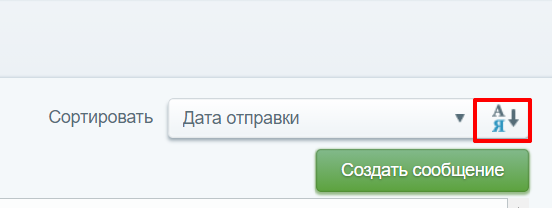 Сортировать Дата отправки А
Я
Создать сообщение